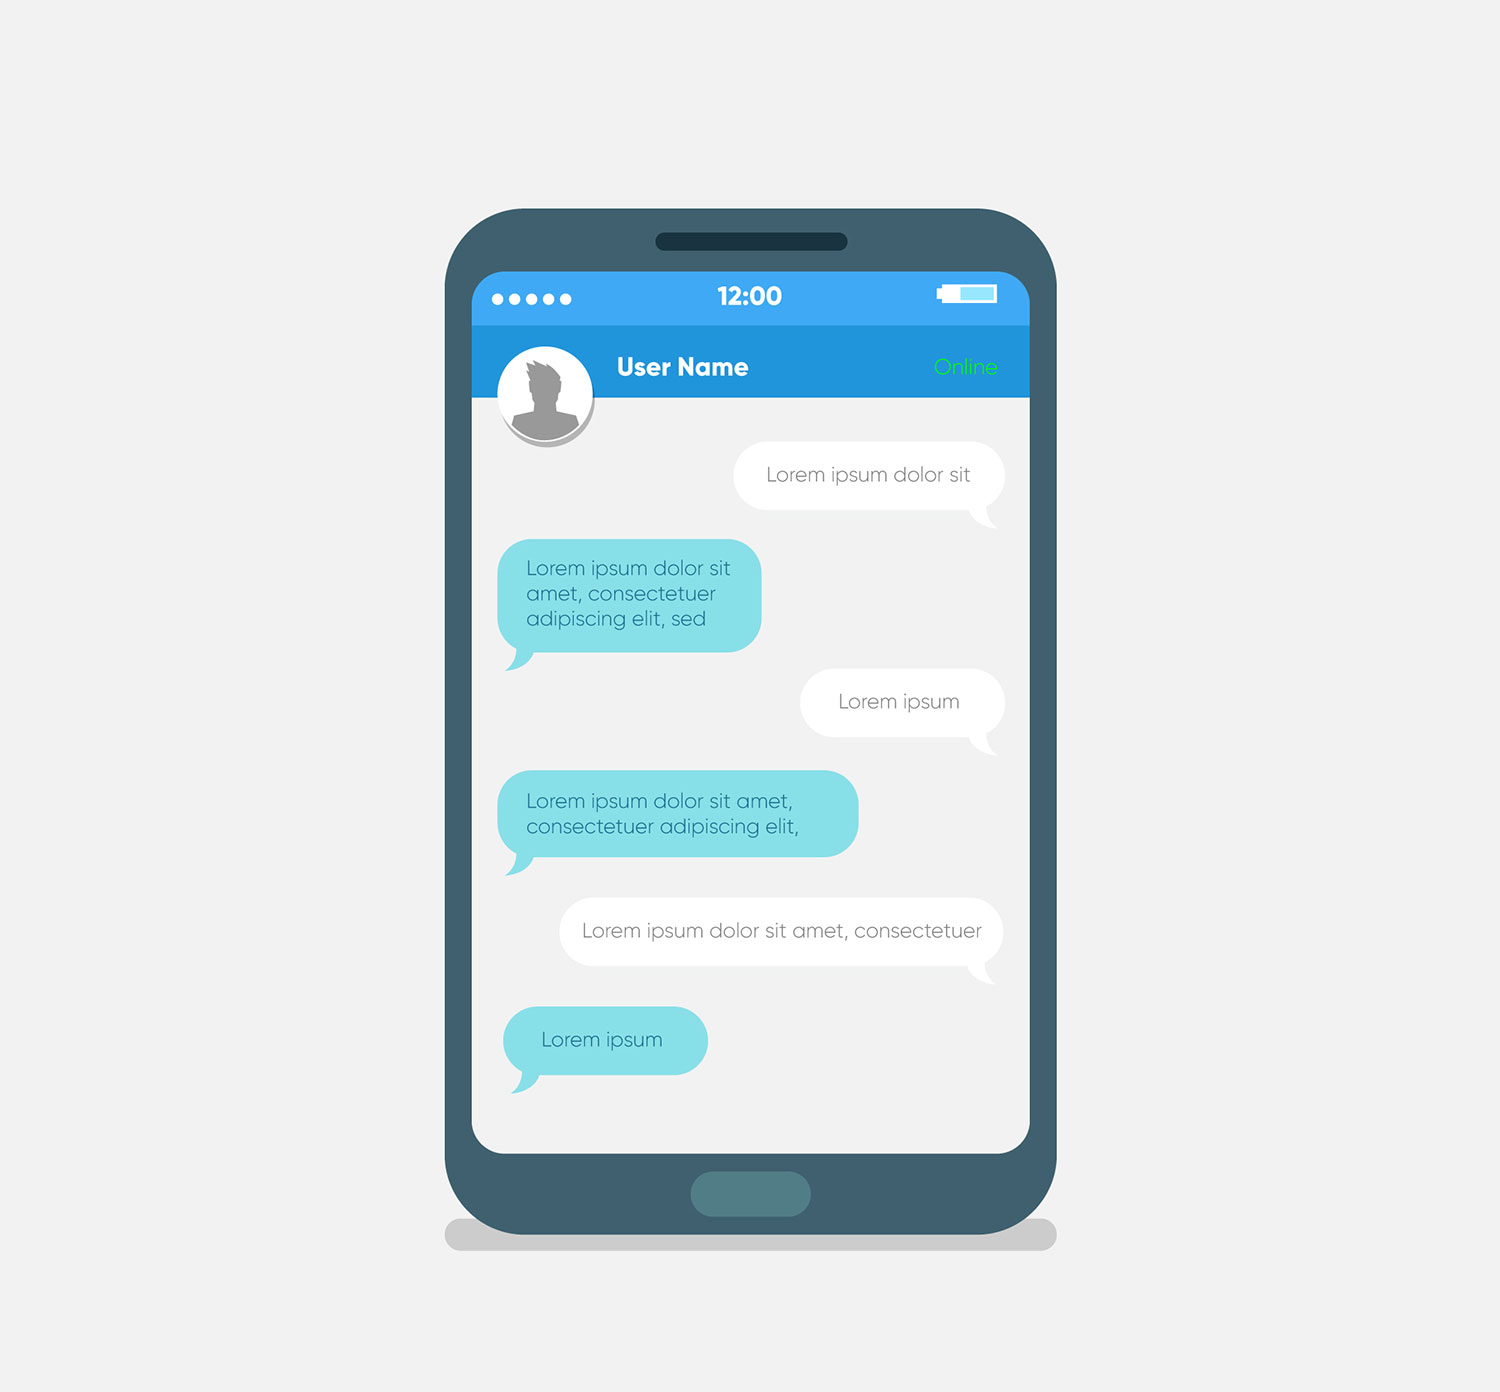 12:00
User Name
Online
Lorem ipsum dolor sit
Lorem ipsum dolor sit
amet, consectetuer
adipiscing elit, sed
Lorem ipsum
Lorem ipsum dolor sit amet,
consectetuer adipiscing elit,
Lorem ipsum dolor sit amet, consectetuer
Lorem ipsum